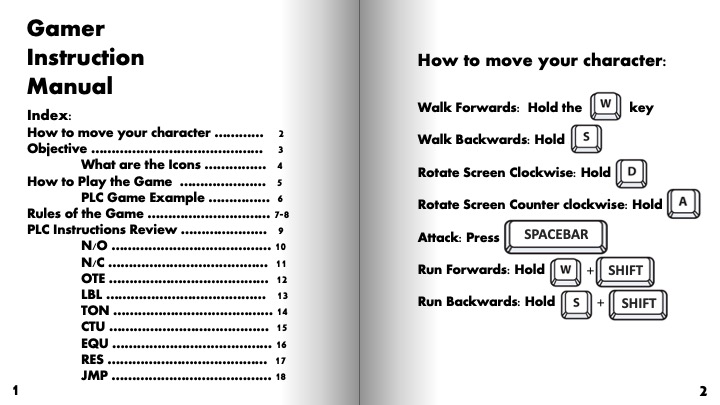 Gamer
Instruction
Manual
Index:
How to move your character ............ 2
Objective .......................................... 3
What are the Icons ............... 4
How to Play the Game ..................... 5
PLC Game Example ............... 6
Rules of the Game .............................. 7-8
PLC Instructions Review ..................... 9
N/O ....................................... 10
N/C ....................................... 11
OTE ....................................... 12
LBL ....................................... 13
TON ....................................... 14
CTU ....................................... 15
EQU ....................................... 16
RES ....................................... 17
JMP ....................................... 18
1
How to move your character:
Walk Forwards: Hold the W key
Walk Backwards: Hold S
Rotate Screen Clockwise: Hold D
Rotate Screen Counter clockwise: Hold A
Attack: Press SPACEBAR
Run Forwards: Hold W + SHIFT
Run Backwards: Hold S + SHIFT
2